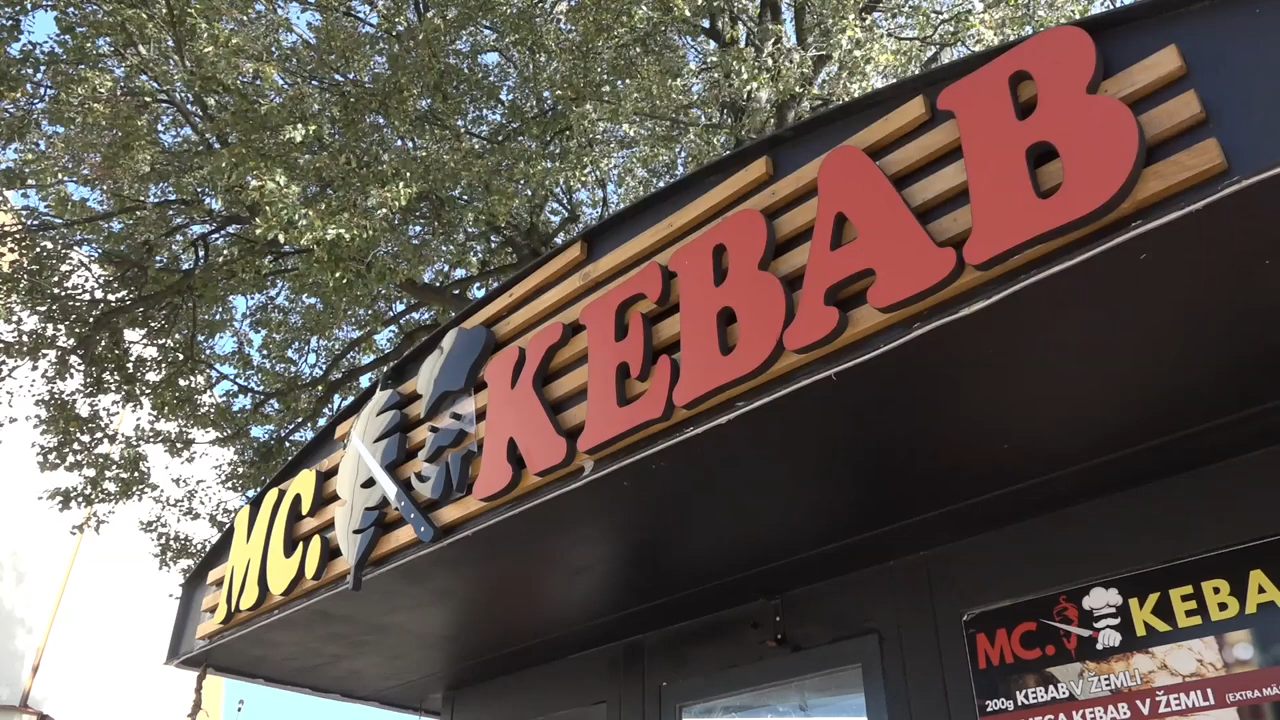 MC. KEBAB
MC. KEBA
200g KEBAB V ŽEMLI
KEBAB V ŽEMLI (EXTRA